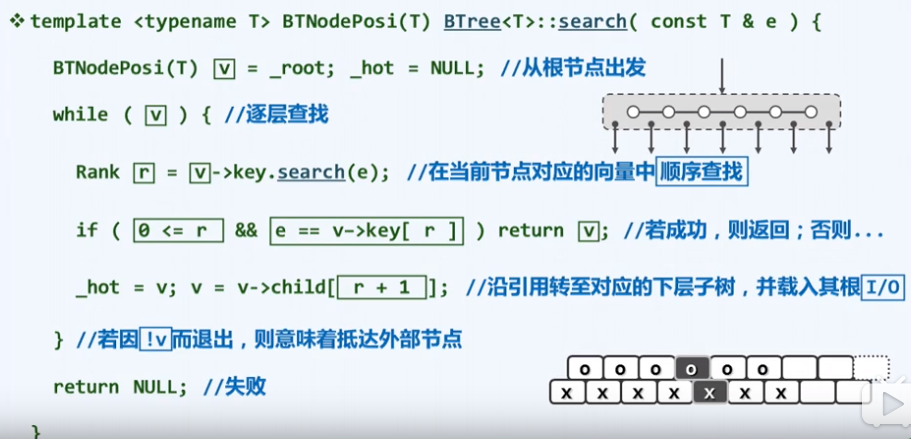 ❖ template <typename T> BTNodePosi(T) BTree<T>::search( const T & e ) {
BTNodePosi(T) v = _root; _hot = NULL; //从根节点出发
while ( v ) { //逐层查找
Rank r = v->key.search(e); //在当前节点对应的向量中顺序查找
if ( 0 <= r && e == v->key[ r ] ) return v; //若成功，则返回；否则...
_hot = v; v = v->child[ r + 1 ]; //沿引用转至对应的下层子树，并载入其根I/O
} //若因!v而退出，则意味着抵达外部节点
return NULL; //失败
o o o o o o
x x x x x x x
}